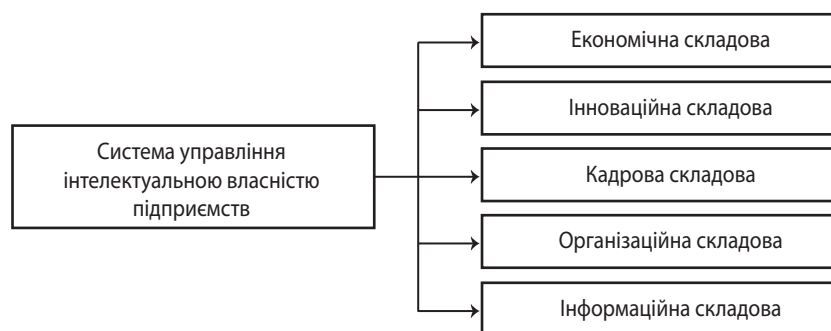 Система управління
інтелектуальною власністю
підприємств
Економічна складова
Інноваційна складова
Кадрова складова
Організаційна складова
Інформаційна складова